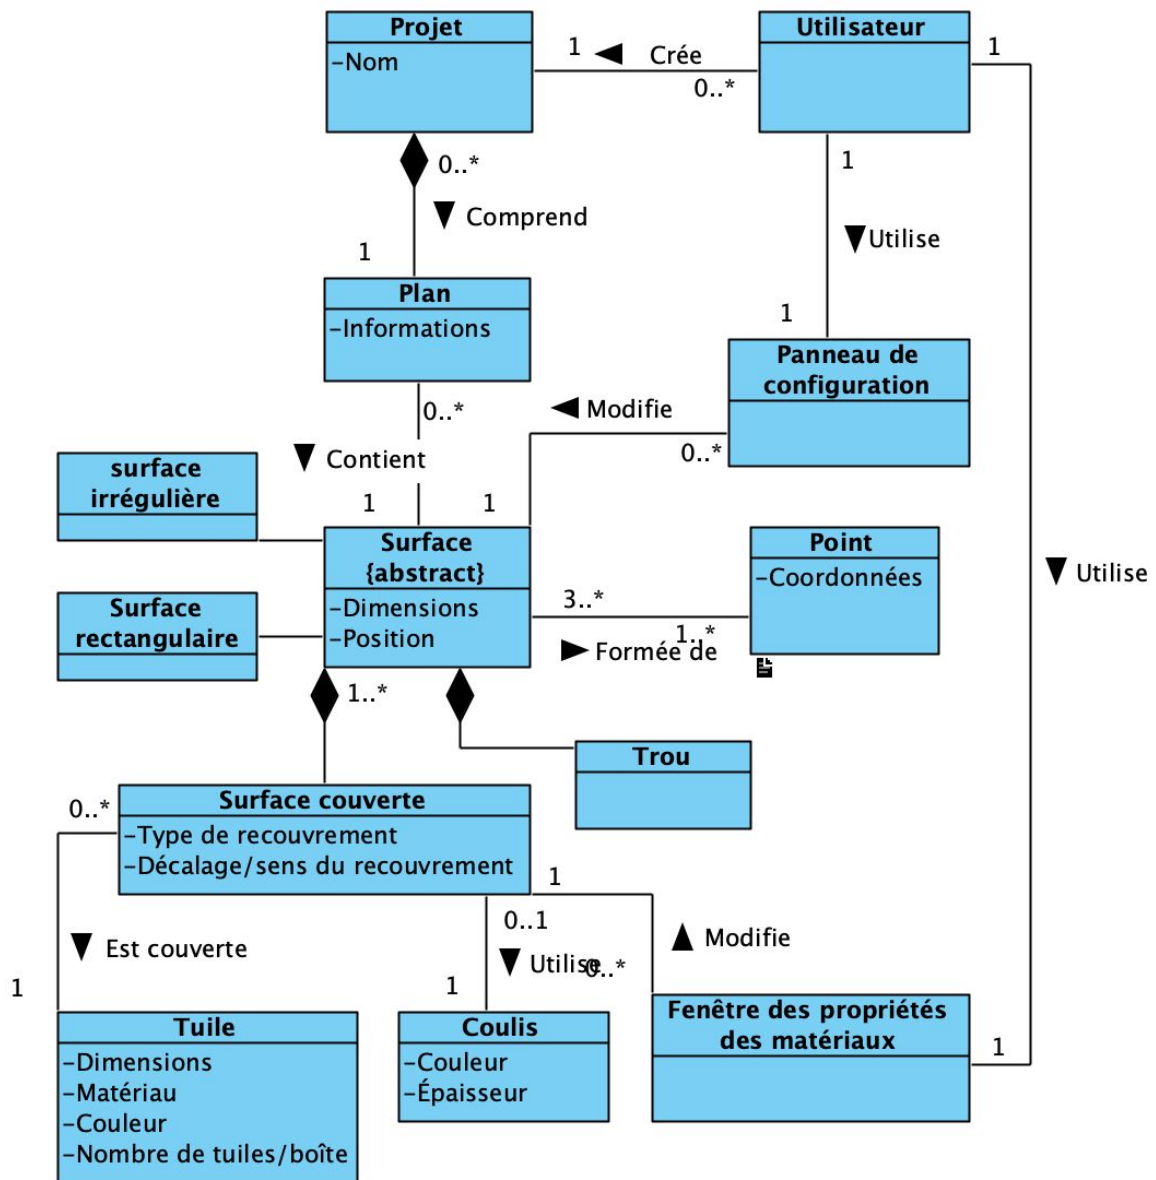 Projet
-Nom
1
Crée
0..*
Utilisateur
1
0..*
Comprend
1
1
Utilise
1
Plan
-Informations
Panneau de
configuration
0..*
Modifie
0..*
Contient
1
1
surface
irrégulière
Surface
{abstract}
-Dimensions
-Position
Point
-Coordonnées
Utilise
Surface
rectangulaire
3..*
1..*
Formée de
1..*
Trou
0..*
Surface couverte
-Type de recouvrement
-Décalage/sens du recouvrement
1
0..1
Est couverte
Utilise
0..*
Modifie
1
1
Tuile
-Dimensions
-Matériau
-Couleur
-Nombre de tuiles/boîte
Coulis
-Couleur
-Épaisseur
Fenêtre des propriétés
des matériaux
1